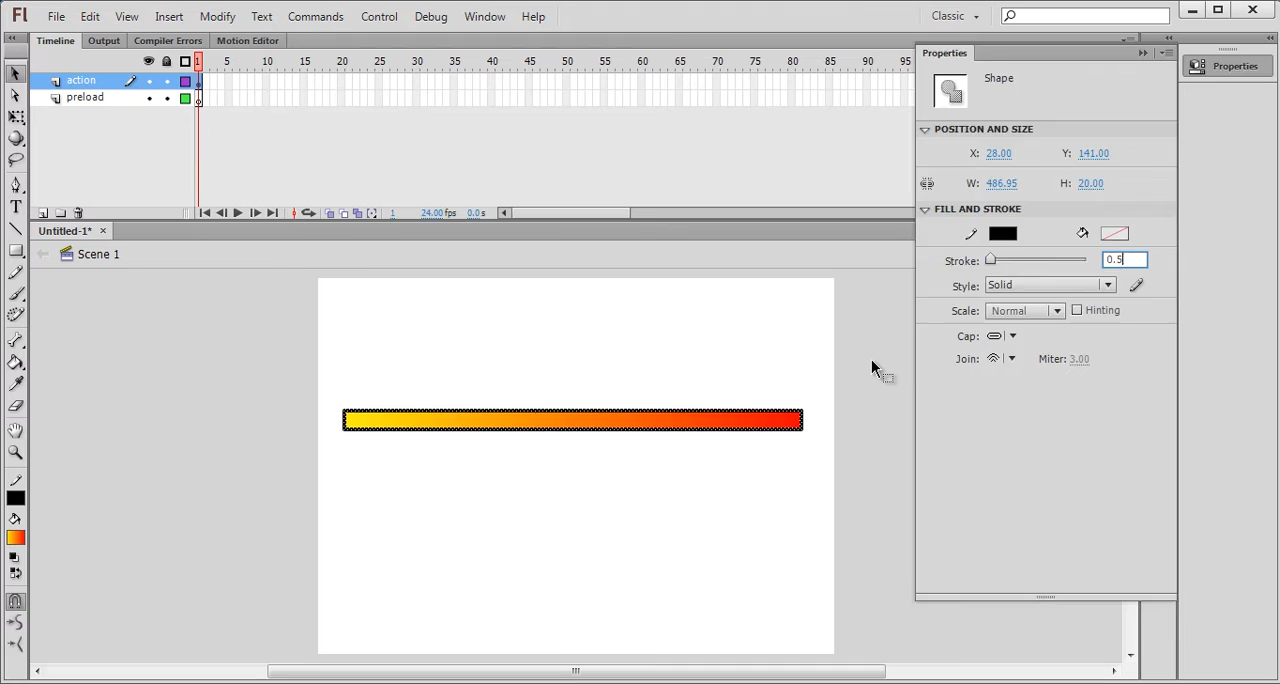 Fl File Edit View Insert Modify Text Commands Control Debug Window Help Classic
Timeline Output Compiler Errors Motion Editor
Properties
Properties
1 5 10 15 20 25 30 35 40 45 50 55 60 65 70 75 80 85 90 95
action
preload
Shape
POSITION AND SIZE
X: 28.00 Y: 141.00
W: 486.95 H: 20.00
1 24.00 fps 0.0 s
FILL AND STROKE
Untitled-1* ×
Scene 1
Stroke: 0.5
Style: Solid
Scale: Normal Hinting
Cap:
Join: Miter: 3.00